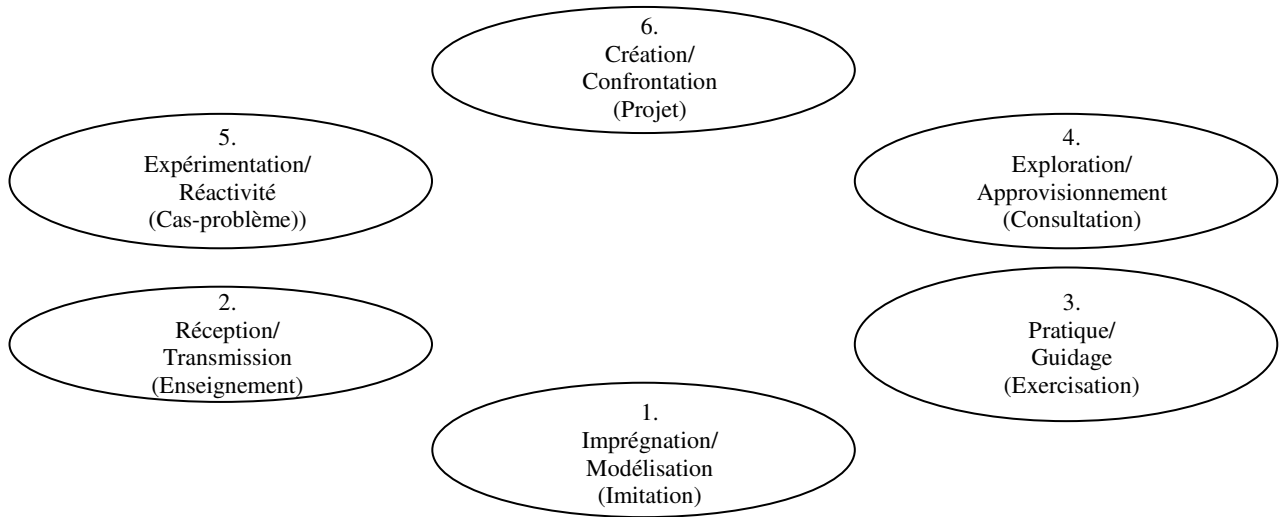 6.
Création/
Confrontation
(Projet)
5.
Expérimentation/
Réactivité
(Cas-problème))
4.
Exploration/
Approvisionnement
(Consultation)
2.
Réception/
Transmission
(Enseignement)
3.
Pratique/
Guidage
(Exercisation)
1.
Imprégnation/
Modélisation
(Imitation)